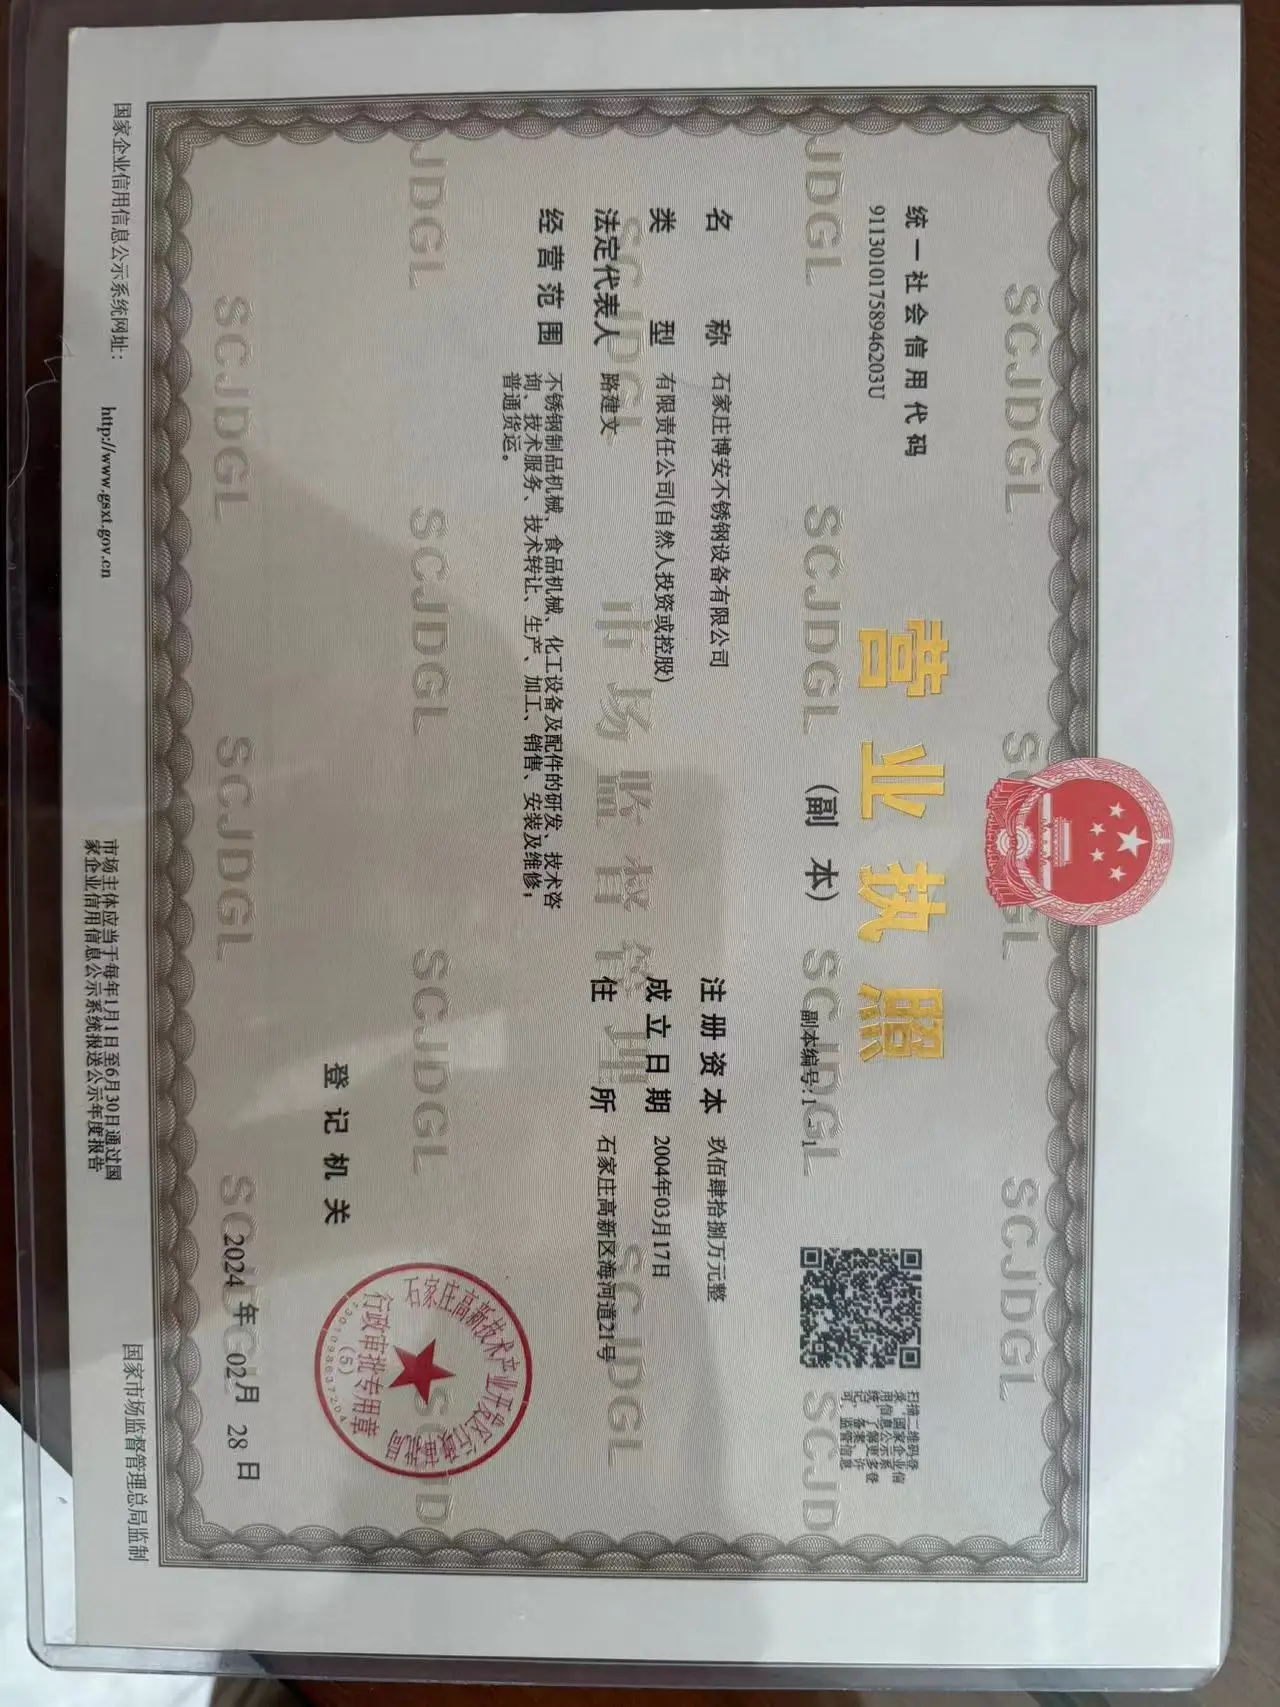 营业执照
(副本)
副本编号:1-1
统一社会信用代码
91130101758946203U
扫描二维码登
录‘国家企业信
用信息公示系
统’了解更多登
记、备案、许
可、监管信息
名称 石家庄博安不锈钢设备有限公司
类型 有限责任公司(自然人投资或控股)
法定代表人 路建文
经营范围 不锈钢制品机械、食品机械、化工设备及配件的研发、技术咨
询、技术服务、技术转让、生产、加工、销售、安装及维修；
普通货运。
注册资本 玖佰肆拾捌万元整
成立日期 2004年03月17日
住所 石家庄高新区海河道21号
登记机关
石家庄高新技术产业开发区行政审批局
行政审批专用章
(5)
2024年02月28日
国家企业信用信息公示系统网址： http://www.gsxt.gov.cn
市场主体应当于每年1月1日至6月30日通过国
家企业信用信息公示系统报送公示年度报告
国家市场监督管理总局监制
SCJDGL
市场监督管理